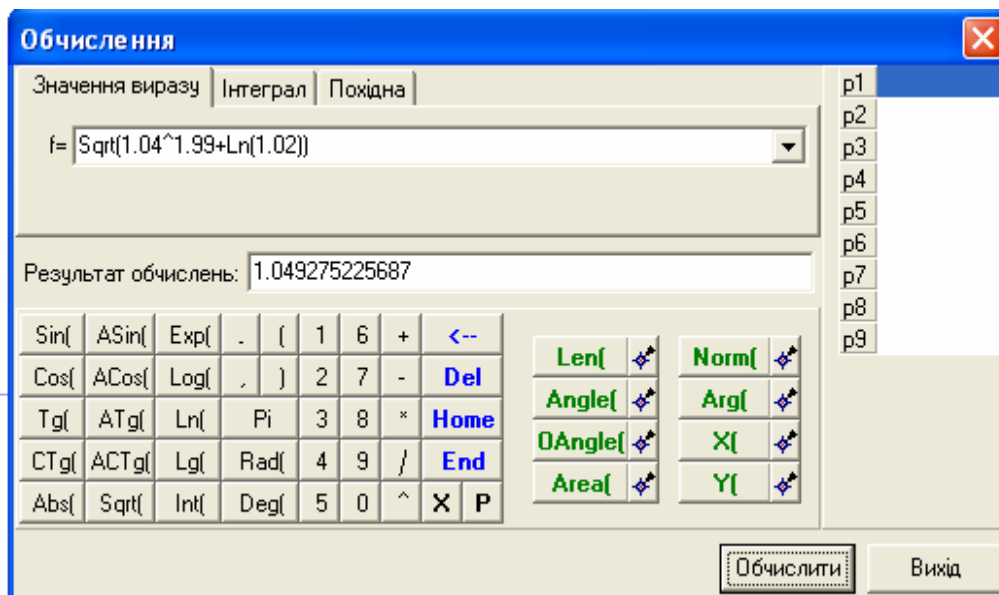 Обчислення
Значення виразу Інтеграл Похідна
f= Sqrt(1.04^1.99+Ln(1.02))
Результат обчислень: 1.049275225687
Sin( ASin( Exp( . ( 1 6 + <--
Cos( ACos( Log( , ) 2 7 - Del
Tg( ATg( Ln( Pi 3 8 * Home
CTg( ACTg( Lg( Rad( 4 9 / End
Abs( Sqrt( Int( Deg( 5 0 ^ X P
Len( Norm(
Angle( Arg(
OAngle( X(
Area( Y(
p1
p2
p3
p4
p5
p6
p7
p8
p9
Обчислити Вихід